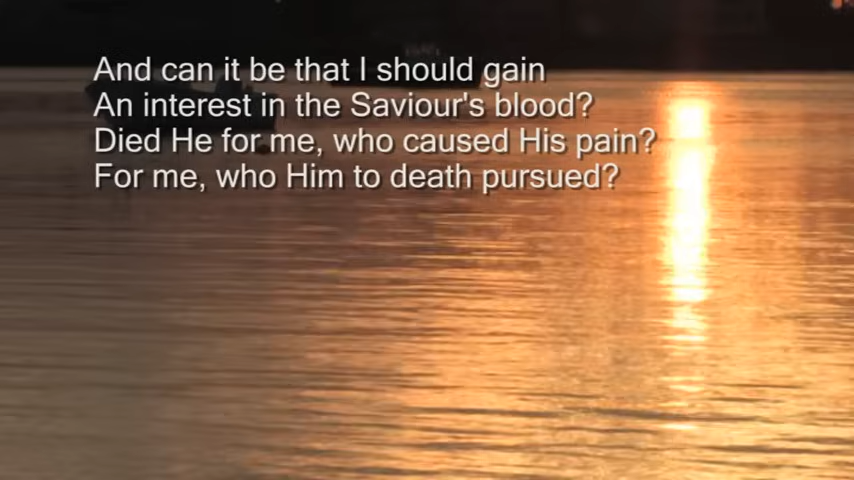 And can it be that I should gain
An interest in the Saviour's blood?
Died He for me, who caused His pain?
For me, who Him to death pursued?